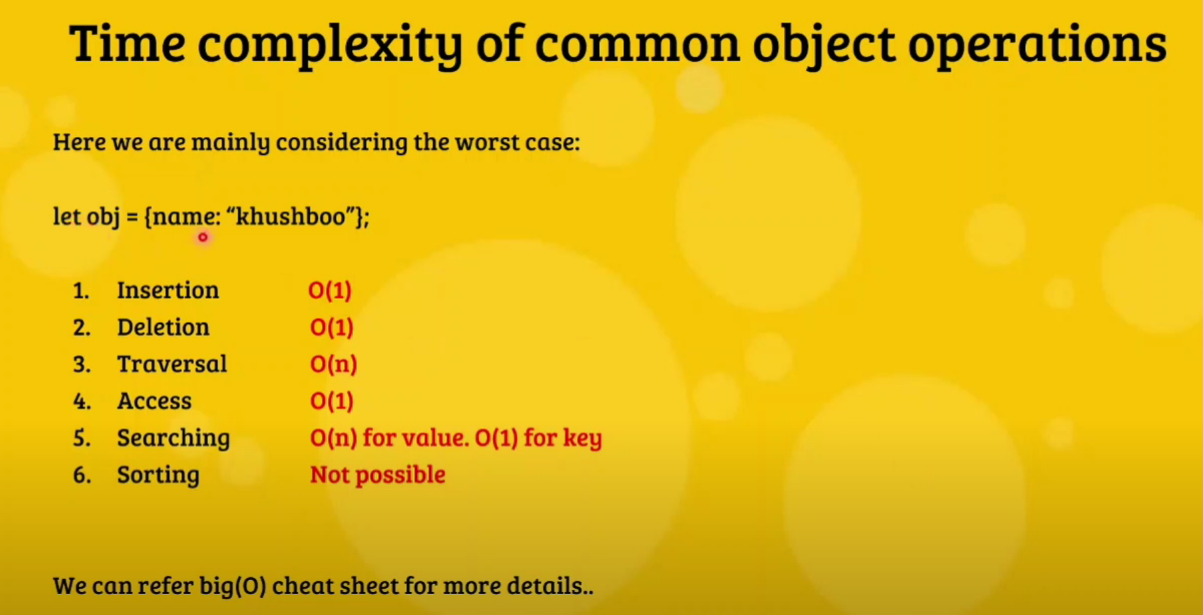 Time complexity of common object operations
Here we are mainly considering the worst case:
let obj = {name: “khushboo”};
1. Insertion O(1)
2. Deletion O(1)
3. Traversal O(n)
4. Access O(1)
5. Searching O(n) for value. O(1) for key
6. Sorting Not possible
We can refer big(O) cheat sheet for more details..